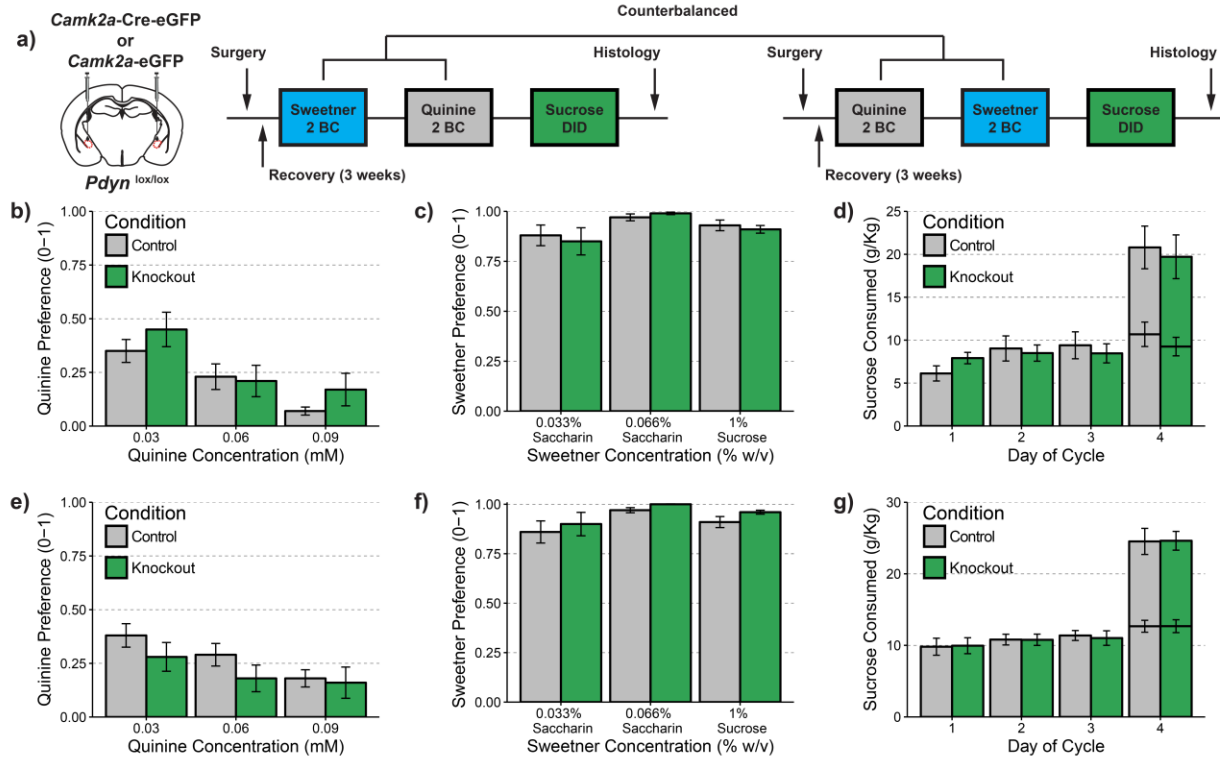 a)
Camk2a-Cre-eGFP
or
Camk2a-eGFP
Pdyn lox/lox
Counterbalanced
Surgery
Histology
Sweetner
2 BC
Quinine
2 BC
Sucrose
DID
Recovery (3 weeks)
Surgery
Histology
Quinine
2 BC
Sweetner
2 BC
Sucrose
DID
Recovery (3 weeks)
b)
Quinine Preference (0−1)
1.00
0.75
0.50
0.25
0.00
Condition
Control
Knockout
0.03
0.06
0.09
Quinine Concentration (mM)
c)
Sweetner Preference (0−1)
1.00
0.75
0.50
0.25
0.00
0.033%
Saccharin
0.066%
Saccharin
1%
Sucrose
Sweetner Concentration (% w/v)
d)
Sucrose Consumed (g/Kg)
25
20
15
10
5
0
Condition
Control
Knockout
1
2
3
4
Day of Cycle
e)
Quinine Preference (0−1)
1.00
0.75
0.50
0.25
0.00
Condition
Control
Knockout
0.03
0.06
0.09
Quinine Concentration (mM)
f)
Sweetner Preference (0−1)
1.00
0.75
0.50
0.25
0.00
0.033%
Saccharin
0.066%
Saccharin
1%
Sucrose
Sweetner Concentration (% w/v)
g)
Sucrose Consumed (g/Kg)
30
20
10
0
Condition
Control
Knockout
1
2
3
4
Day of Cycle